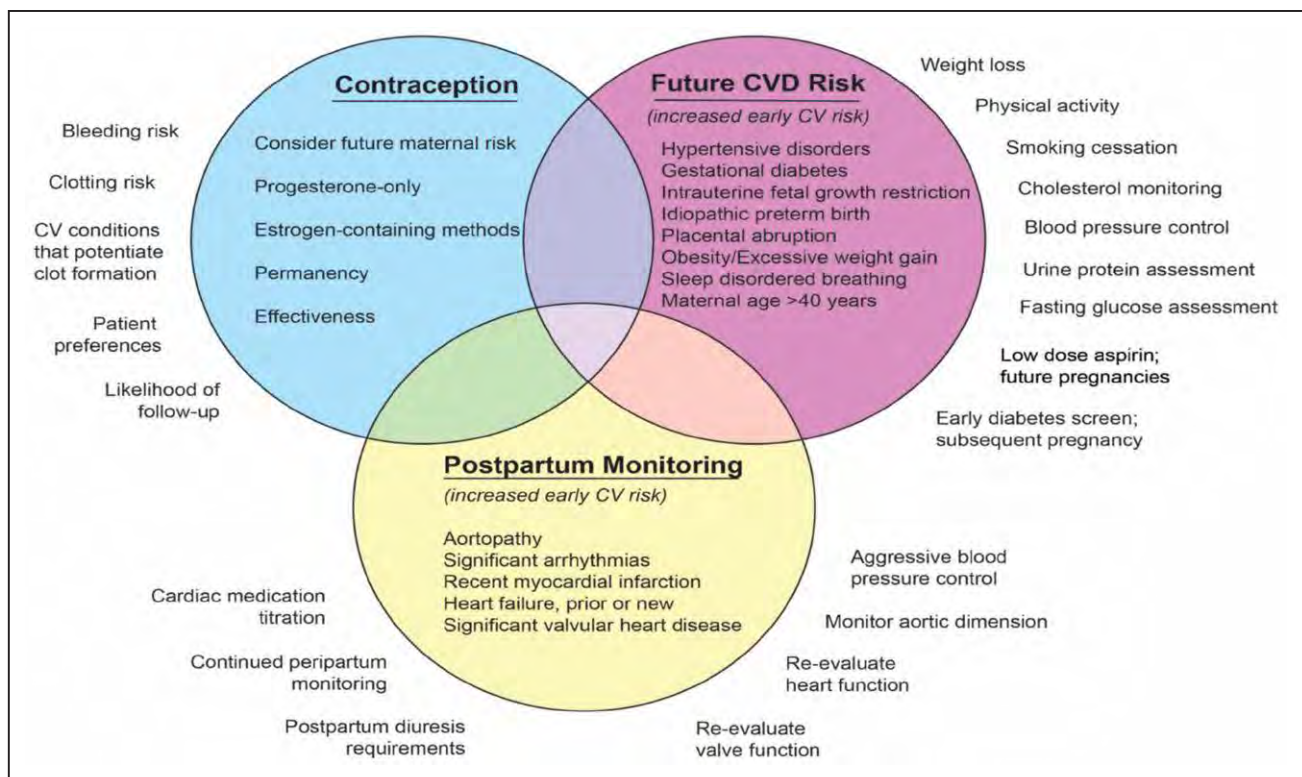 Contraception
Consider future maternal risk
Progesterone-only
Estrogen-containing methods
Permanency
Effectiveness
Bleeding risk
Clotting risk
CV conditions
that potentiate
clot formation
Patient
preferences
Likelihood of
follow-up
Future CVD Risk
(increased early CV risk)
Hypertensive disorders
Gestational diabetes
Intrauterine fetal growth restriction
Idiopathic preterm birth
Placental abruption
Obesity/Excessive weight gain
Sleep disordered breathing
Maternal age >40 years
Weight loss
Physical activity
Smoking cessation
Cholesterol monitoring
Blood pressure control
Urine protein assessment
Fasting glucose assessment
Low dose aspirin;
future pregnancies
Early diabetes screen;
subsequent pregnancy
Postpartum Monitoring
(increased early CV risk)
Aortopathy
Significant arrhythmias
Recent myocardial infarction
Heart failure, prior or new
Significant valvular heart disease
Cardiac medication
titration
Continued peripartum
monitoring
Postpartum diuresis
requirements
Aggressive blood
pressure control
Monitor aortic dimension
Re-evaluate
heart function
Re-evaluate
valve function